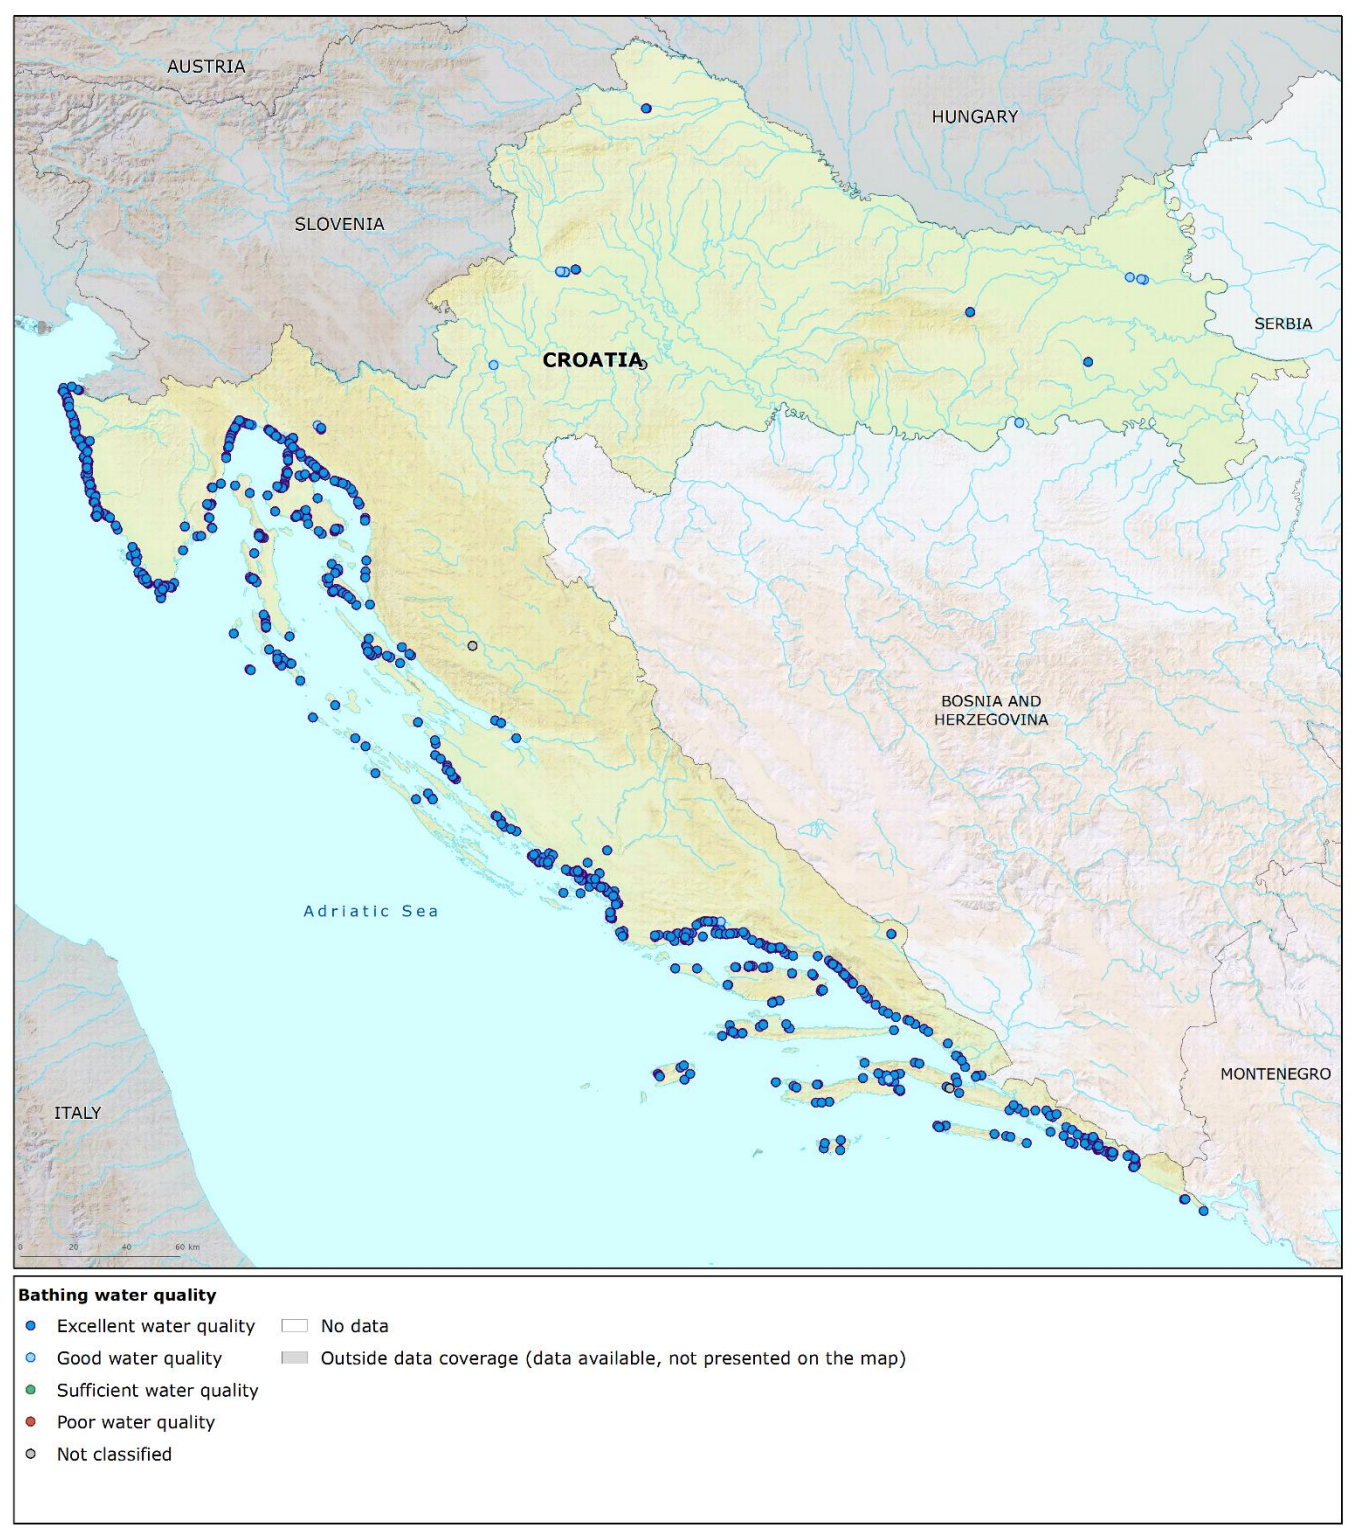 AUSTRIA
HUNGARY
SLOVENIA
SERBIA
CROATIA
BOSNIA AND
HERZEGOVINA
Adriatic Sea
MONTENEGRO
ITALY
0 20 40 60 km
Bathing water quality
Excellent water quality
No data
Good water quality
Outside data coverage (data available, not presented on the map)
Sufficient water quality
Poor water quality
Not classified